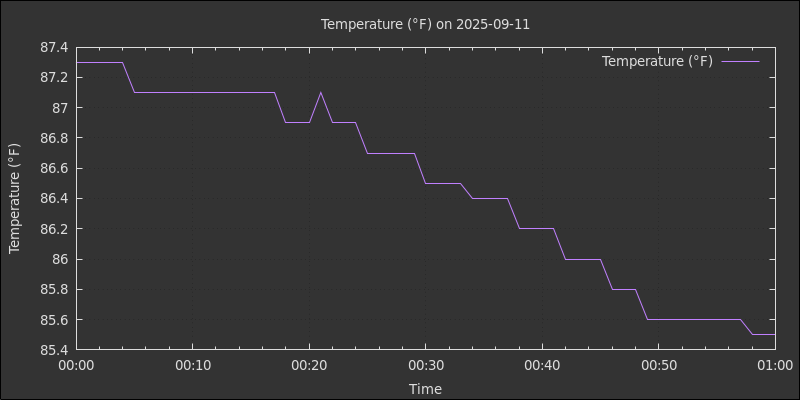 Temperature (°F) on 2025-09-11
Temperature (°F)
87.4
87.2
87
86.8
86.6
86.4
86.2
86
85.8
85.6
85.4
Temperature (°F)
00:00 00:10 00:20 00:30 00:40 00:50 01:00
Time